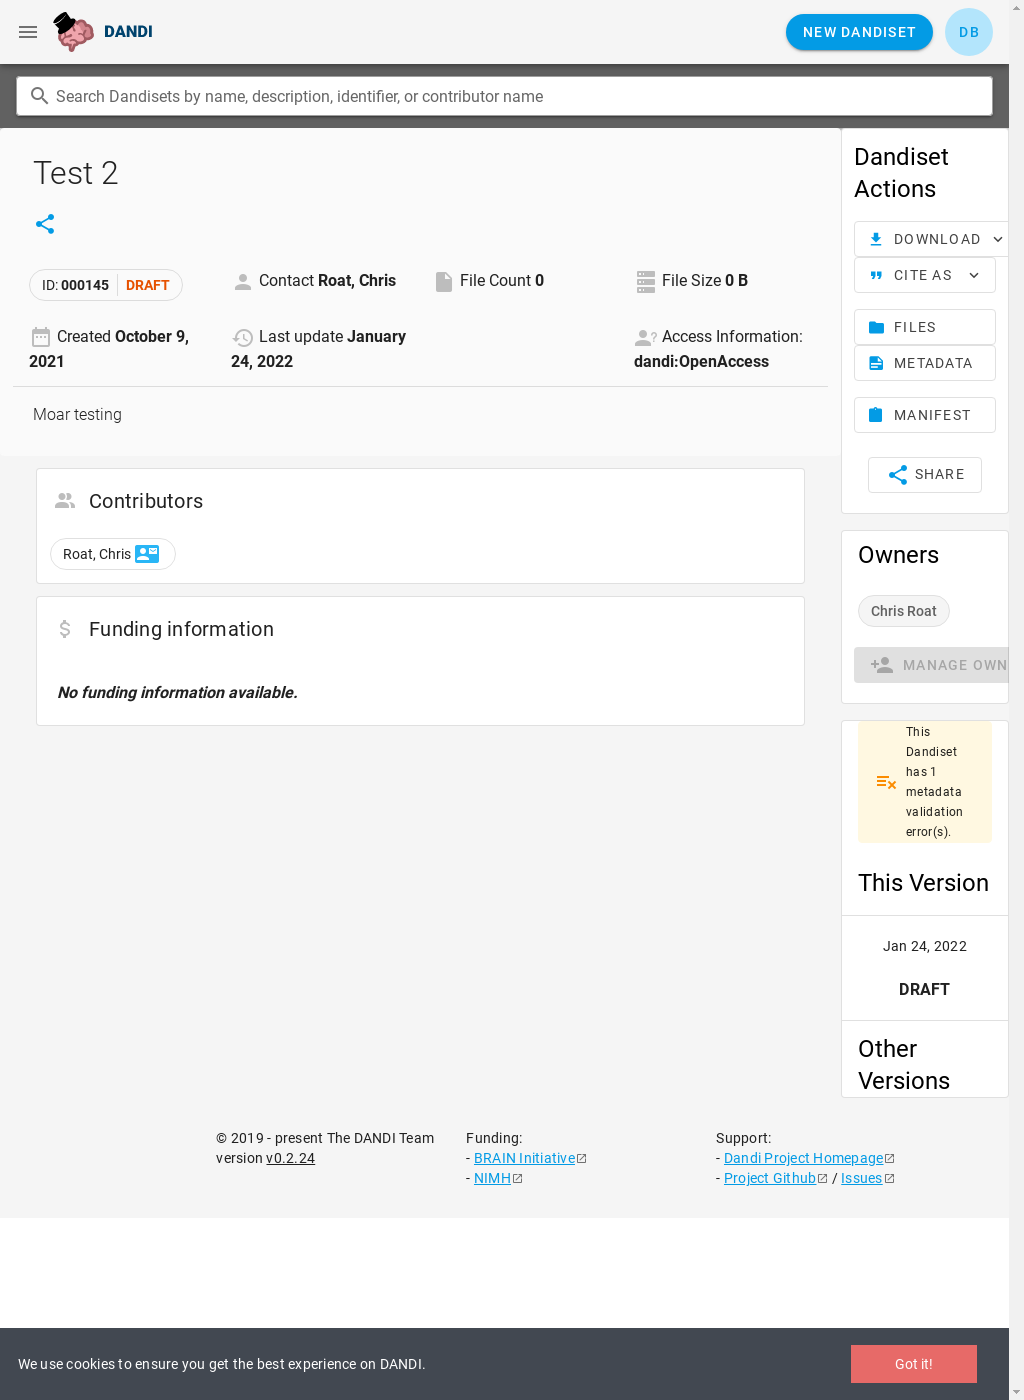 DANDI
NEW DANDISET
DB
Search Dandisets by name, description, identifier, or contributor name
Test 2
ID: 000145 DRAFT
Contact Roat, Chris
File Count 0
File Size 0 B
Created October 9,
2021
Last update January
24, 2022
Access Information:
dandi:OpenAccess
Moar testing
Contributors
Roat, Chris
Funding information
No funding information available.
Dandiset
Actions
DOWNLOAD
CITE AS
FILES
METADATA
MANIFEST
SHARE
Owners
Chris Roat
MANAGE OWN
This
Dandiset
has 1
metadata
validation
error(s).
This Version
Jan 24, 2022
DRAFT
Other
Versions
© 2019 - present The DANDI Team
version v0.2.24
Funding:
- BRAIN Initiative
- NIMH
Support:
- Dandi Project Homepage
- Project Github / Issues
We use cookies to ensure you get the best experience on DANDI.
Got it!